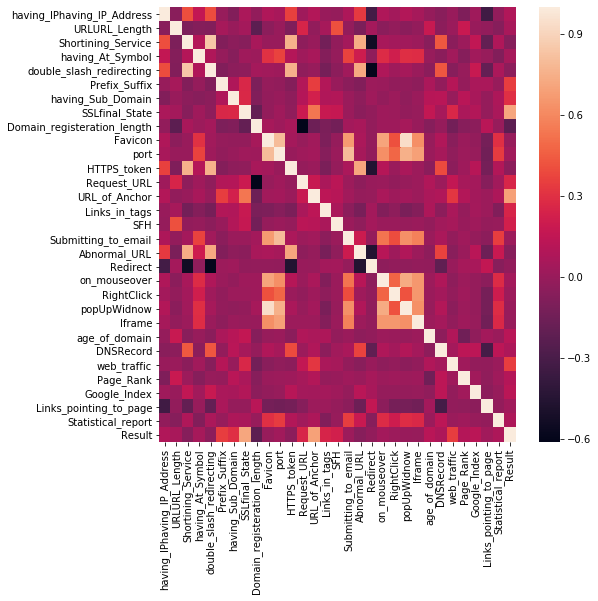 having_IPhaving_IP_Address
URLURL_Length
Shortining_Service
having_At_Symbol
double_slash_redirecting
Prefix_Suffix
having_Sub_Domain
SSLfinal_State
Domain_registeration_length
Favicon
port
HTTPS_token
Request_URL
URL_of_Anchor
Links_in_tags
SFH
Submitting_to_email
Abnormal_URL
Redirect
on_mouseover
RightClick
popUpWidnow
Iframe
age_of_domain
DNSRecord
web_traffic
Page_Rank
Google_Index
Links_pointing_to_page
Statistical_report
Result
having_IPhaving_IP_Address
URLURL_Length
Shortining_Service
having_At_Symbol
double_slash_redirecting
Prefix_Suffix
having_Sub_Domain
SSLfinal_State
Domain_registeration_length
Favicon
port
HTTPS_token
Request_URL
URL_of_Anchor
Links_in_tags
SFH
Submitting_to_email
Abnormal_URL
Redirect
on_mouseover
RightClick
popUpWidnow
Iframe
age_of_domain
DNSRecord
web_traffic
Page_Rank
Google_Index
Links_pointing_to_page
Statistical_report
Result
0.9
0.6
0.3
0.0
−0.3
−0.6